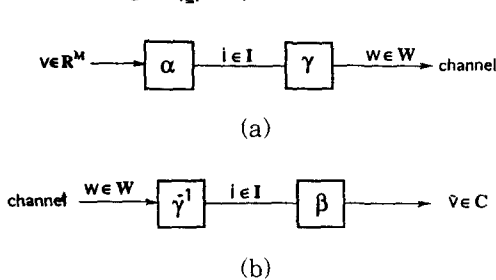 v∈R^M α i∈I γ w∈W channel
(a)
channel w∈W γ^-1 i∈I β v̂∈C
(b)